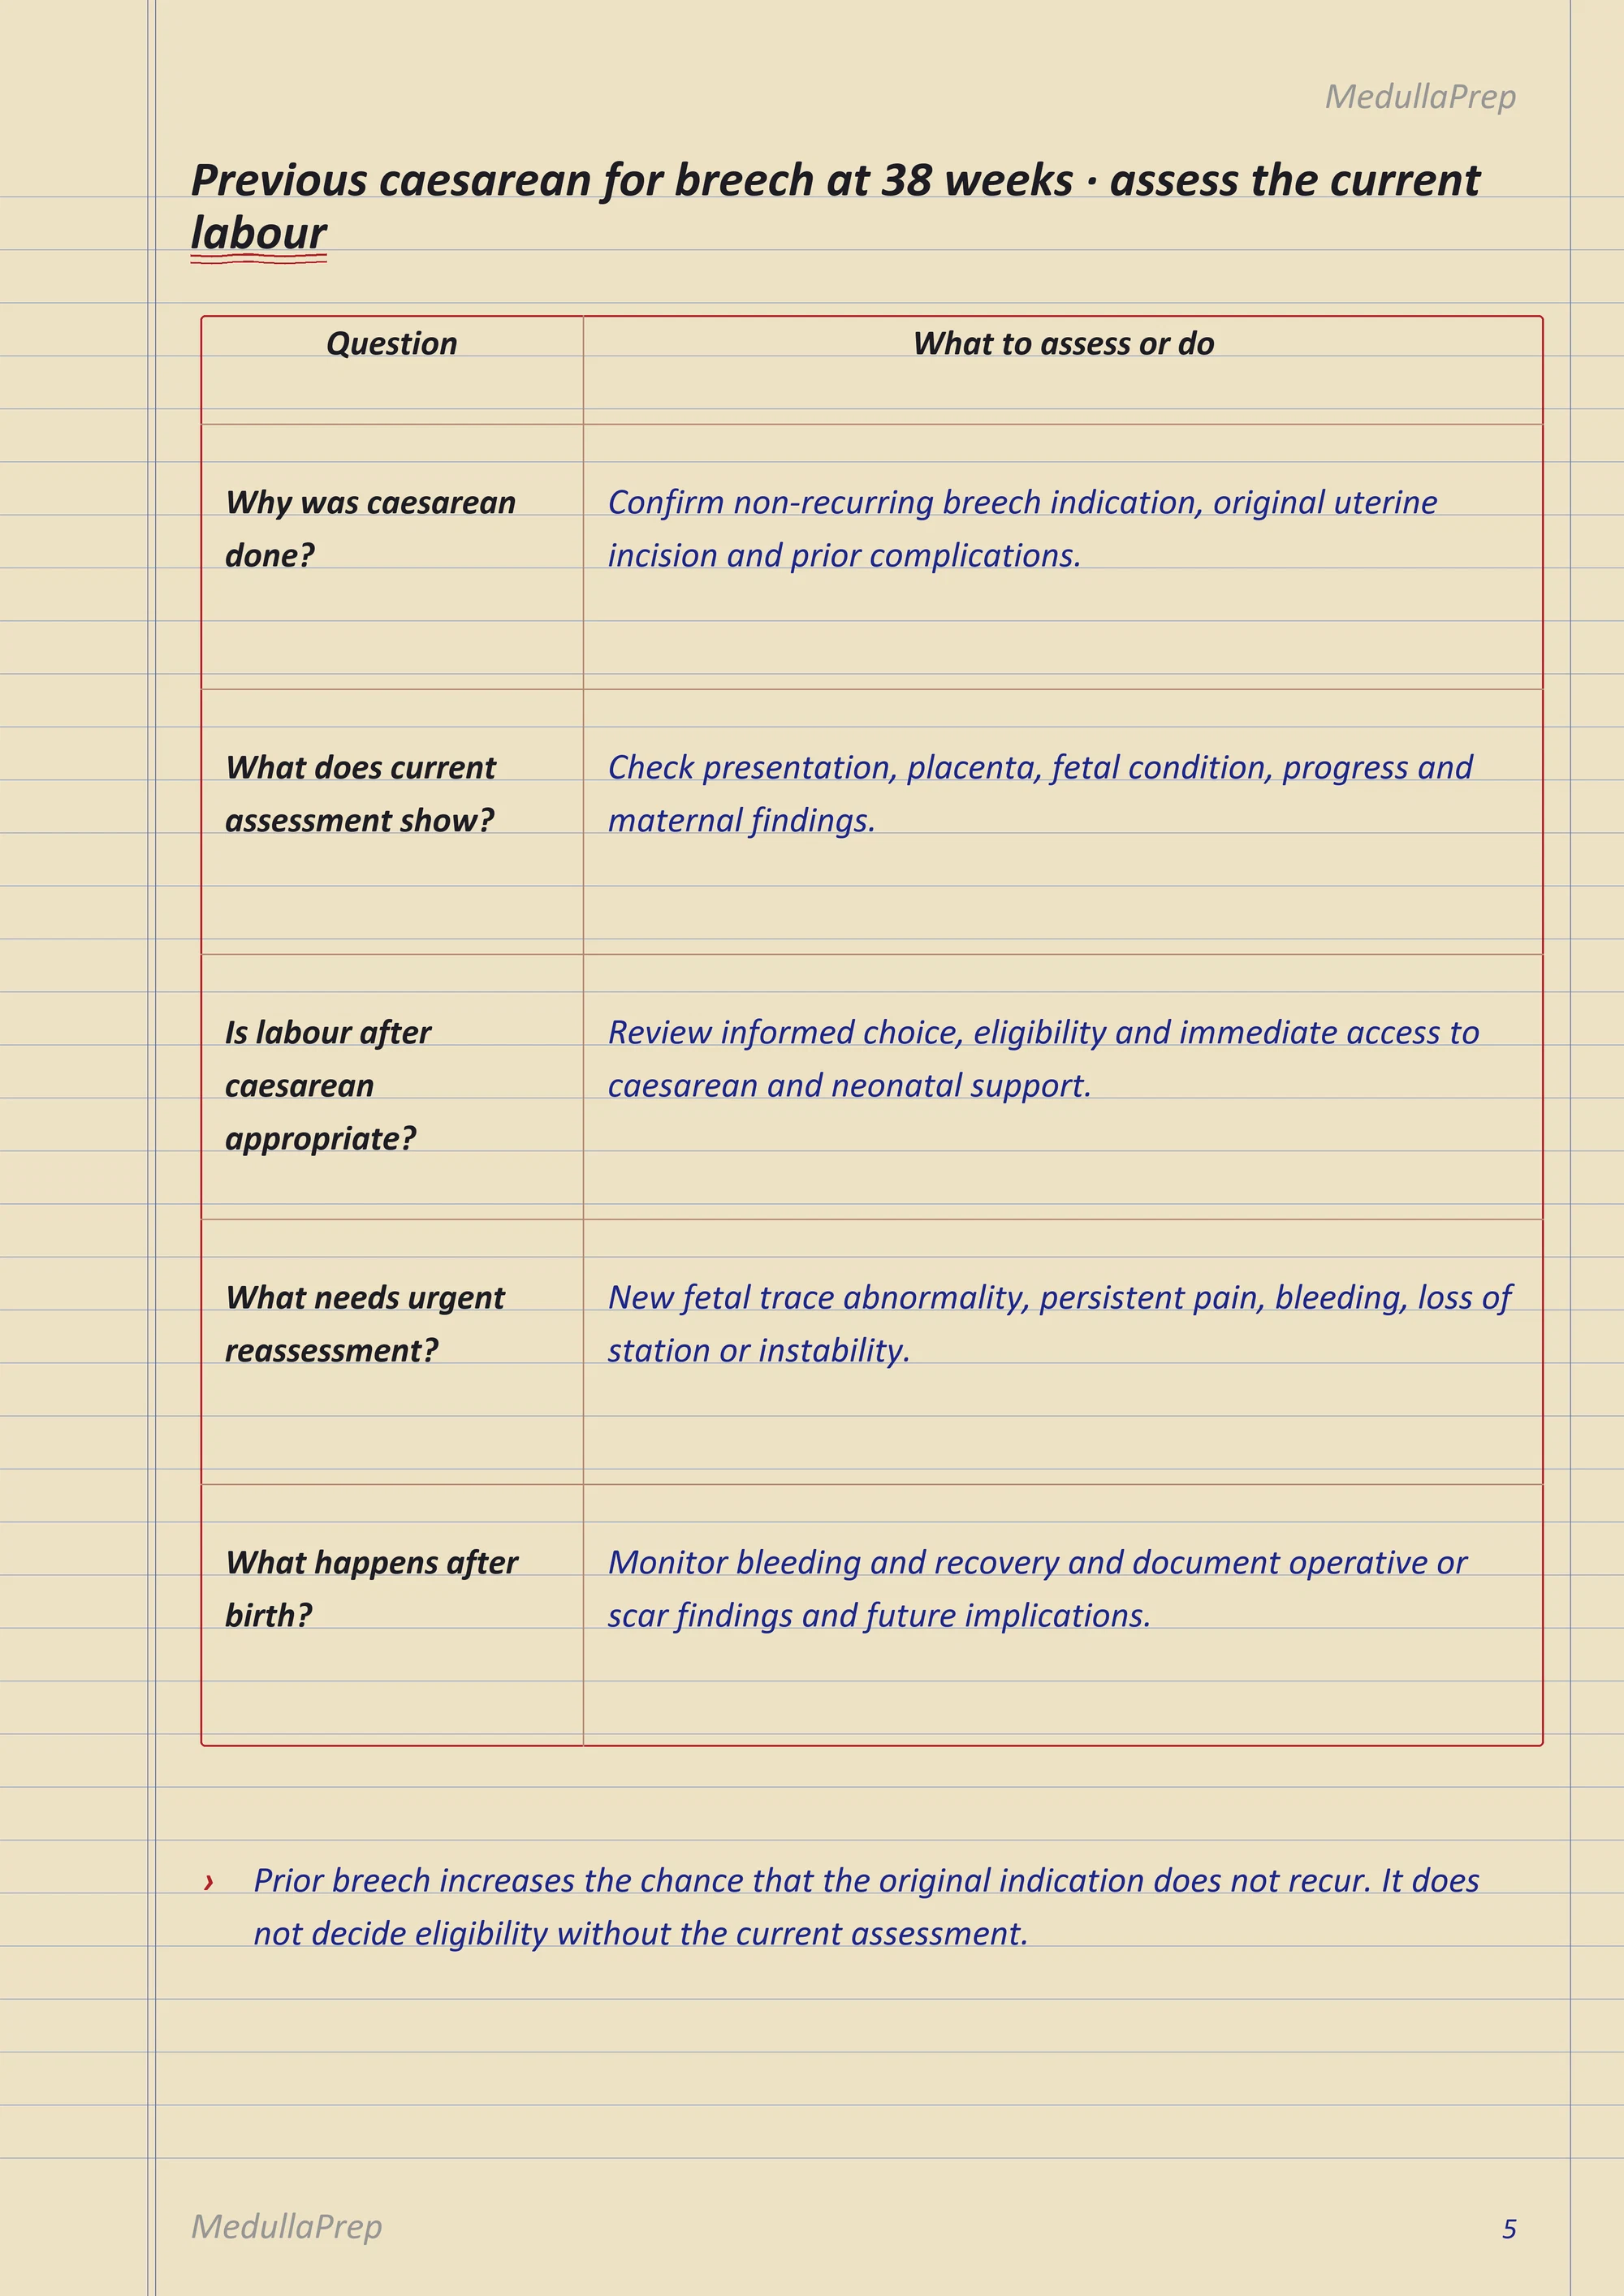 MedullaPrep
Previous caesarean for breech at 38 weeks · assess the current
labour
Question
What to assess or do
Why was caesarean
done?
Confirm non-recurring breech indication, original uterine
incision and prior complications.
What does current
assessment show?
Check presentation, placenta, fetal condition, progress and
maternal findings.
Is labour after
caesarean
appropriate?
Review informed choice, eligibility and immediate access to
caesarean and neonatal support.
What needs urgent
reassessment?
New fetal trace abnormality, persistent pain, bleeding, loss of
station or instability.
What happens after
birth?
Monitor bleeding and recovery and document operative or
scar findings and future implications.
› Prior breech increases the chance that the original indication does not recur. It does
not decide eligibility without the current assessment.
MedullaPrep
5